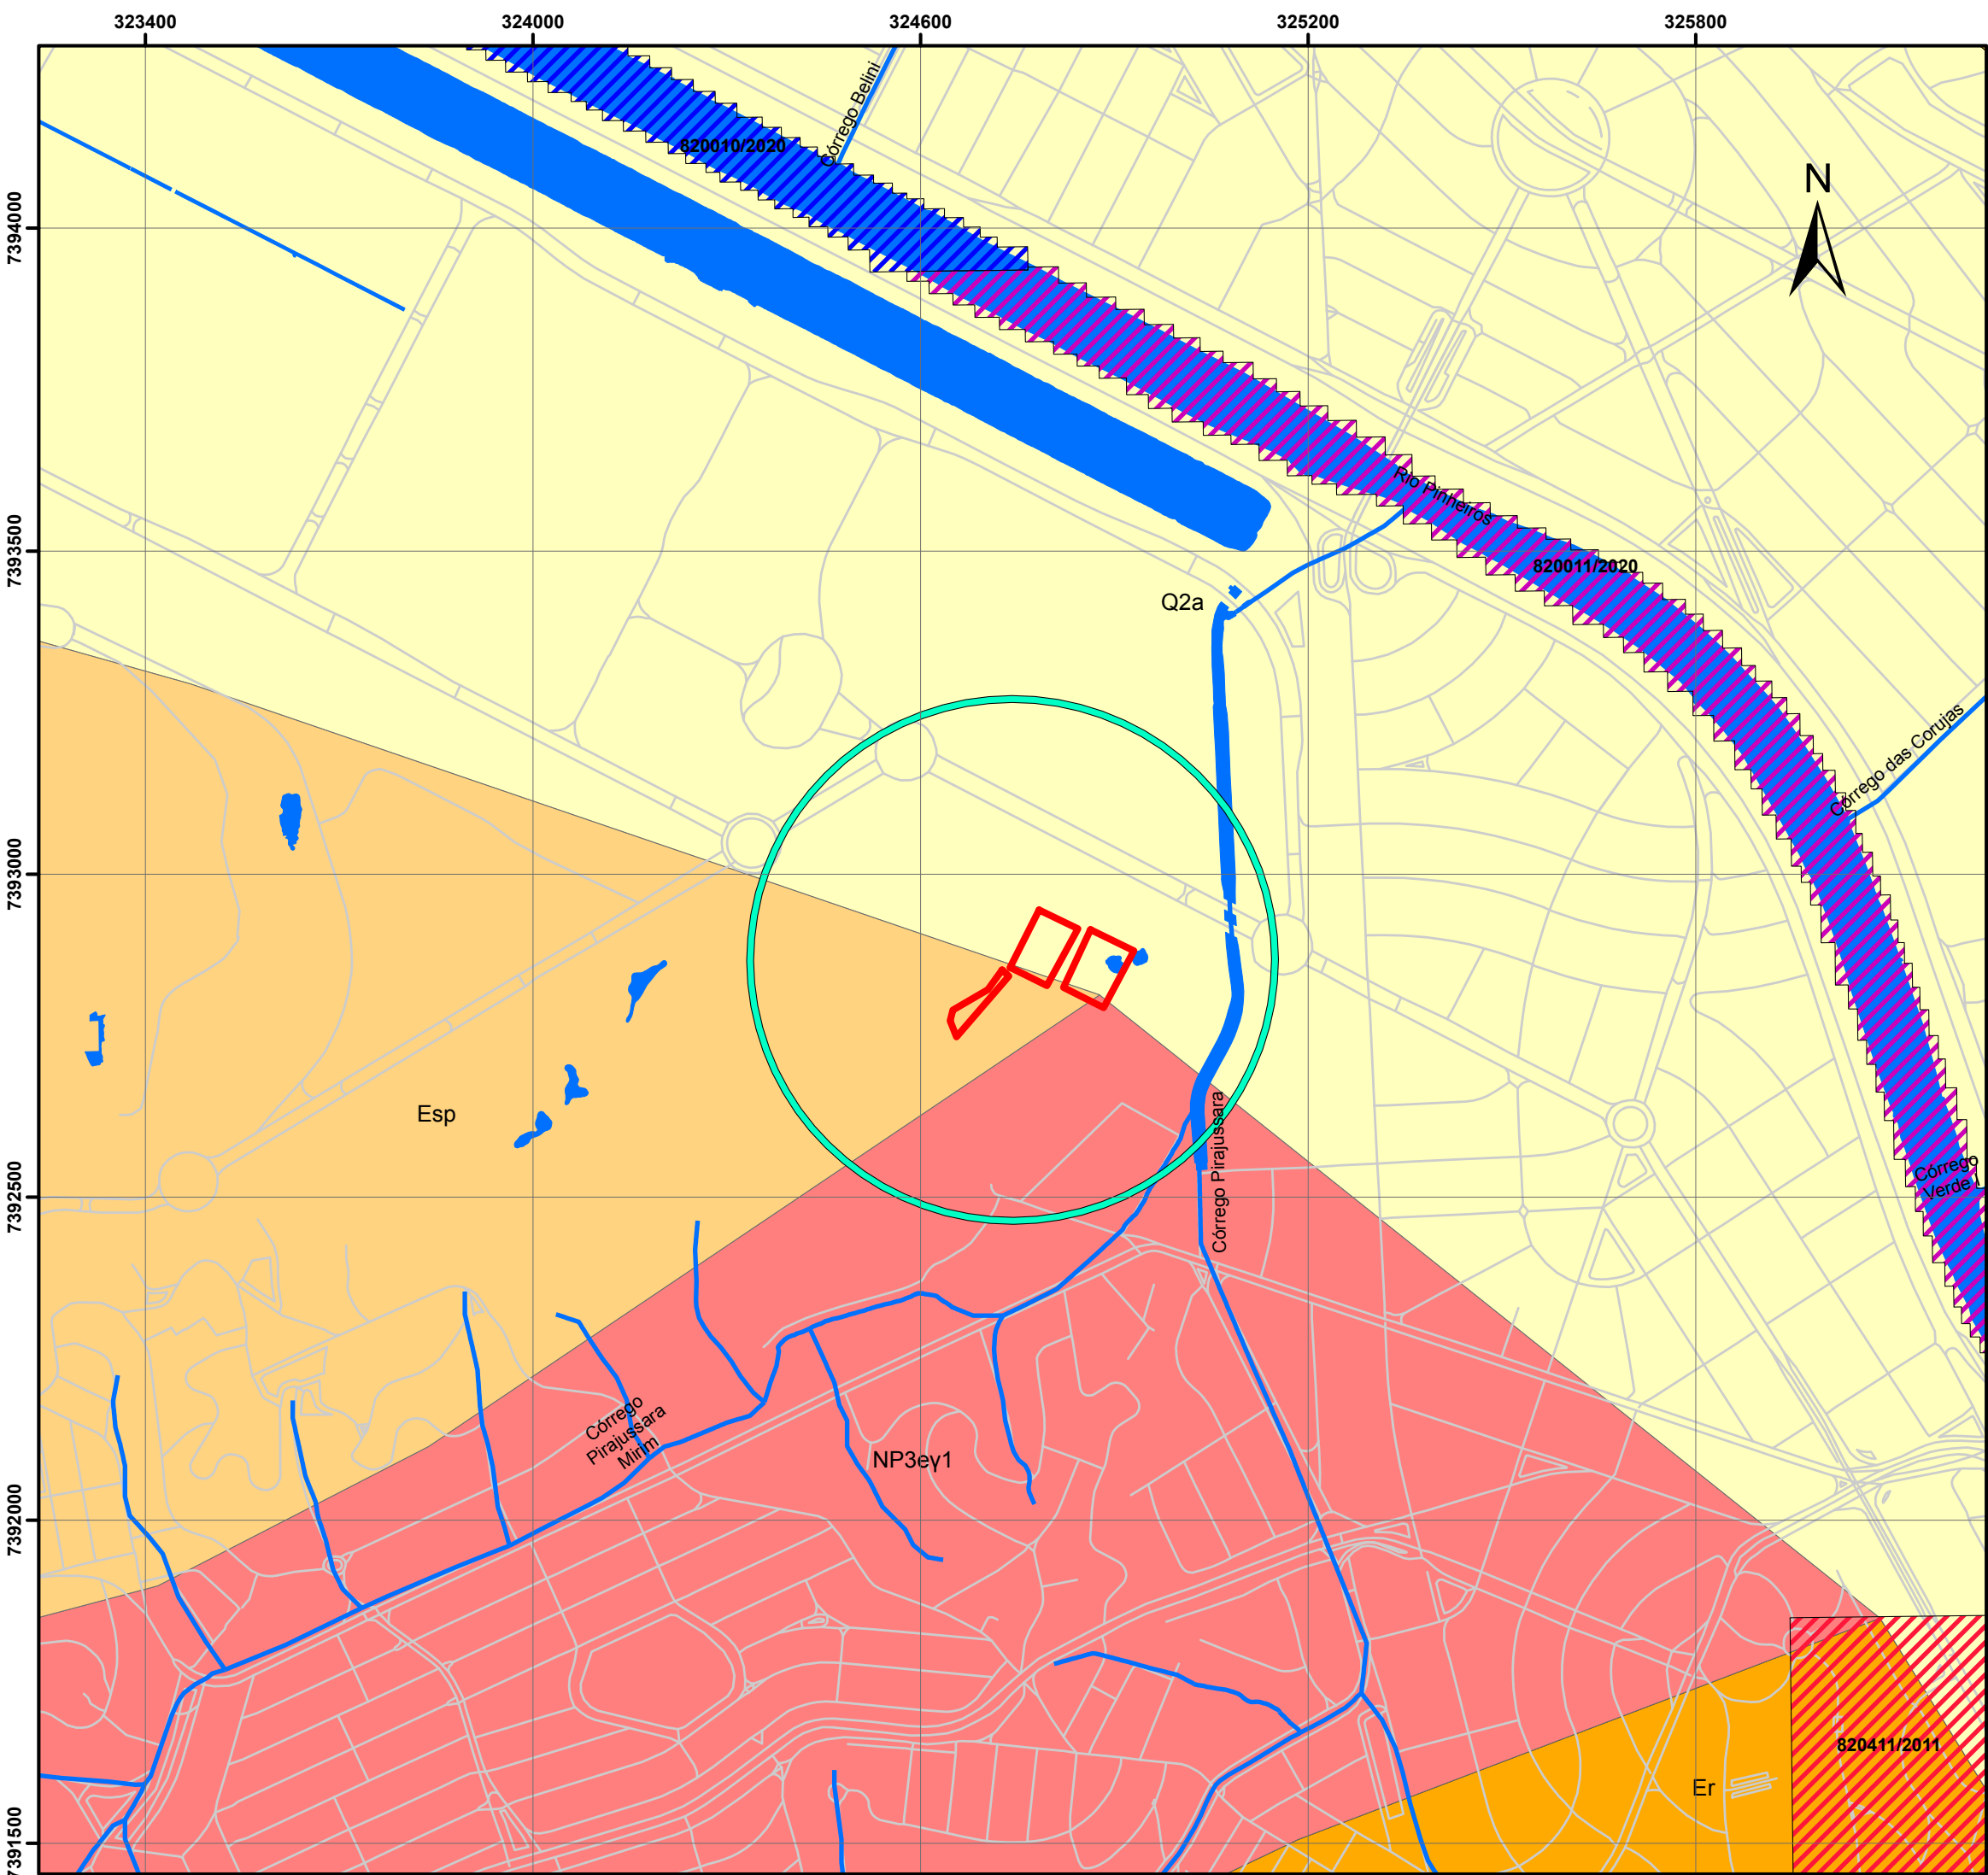 323400
324000
324600
325200
325800
Córrego Belini
820010/2020
N
7394000
Rio Pinheiros
7393500
820011/2020
Q2a
Córrego das Corujas
7393000
Esp
Córrego Pirajussara
Córrego
Verde
7392500
Córrego
Pirajussara
Mirim
NP3eγ1
7392000
820411/2011
Er
7391500